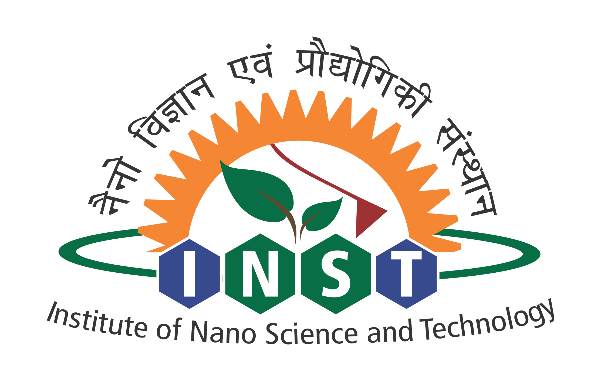 नैनो विज्ञान एवं प्रौद्योगिकी संस्थान
INST
Institute of Nano Science and Technology